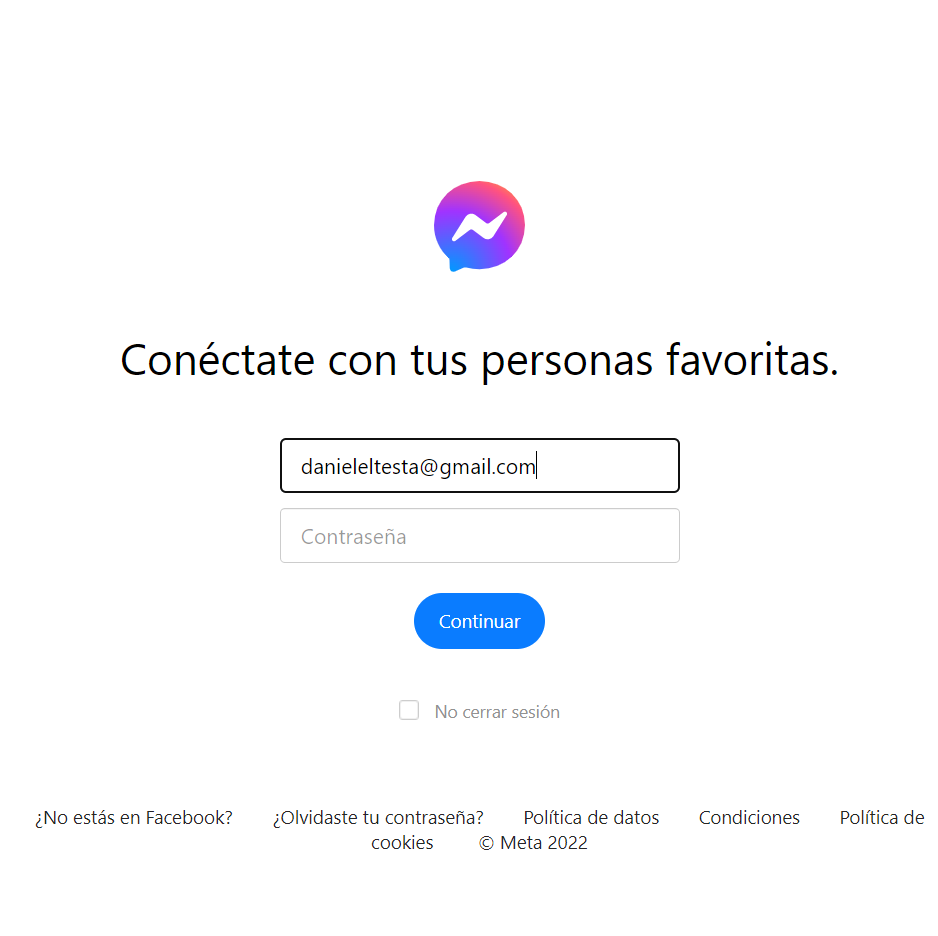 Conéctate con tus personas favoritas.
danieleltesta@gmail.com
Contraseña
Continuar
No cerrar sesión
¿No estás en Facebook? ¿Olvidaste tu contraseña? Política de datos Condiciones Política de
cookies © Meta 2022